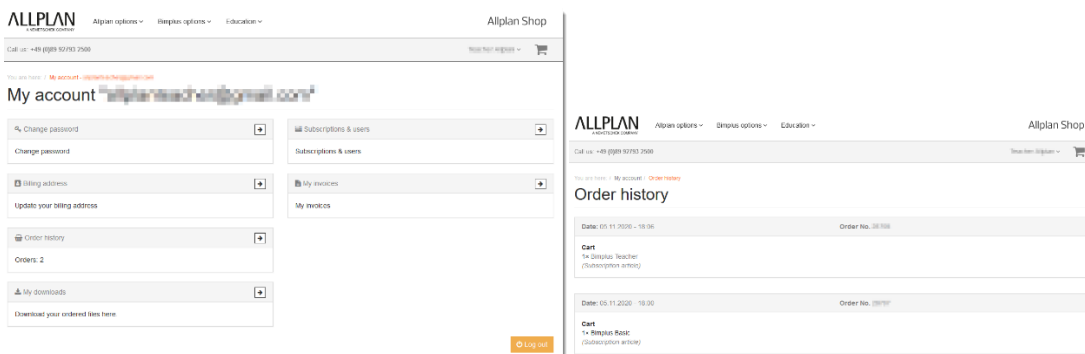 ALLPLAN
A NEMETSCHEK COMPANY
Allplan options
Bimplus options
Education
Allplan Shop
Call us: +49 (0)89 92793 2500
You are here / My account -
My account "
Change password
Change password
Subscriptions & users
Subscriptions & users
Billing address
Update your billing address
My invoices
My invoices
Order history
Orders: 2
My downloads
Download your ordered files here
Log out
ALLPLAN
A NEMETSCHEK COMPANY
Allplan options
Bimplus options
Education
Allplan Shop
Call us: +49 (0)89 92793 2500
You are here / My account / Order history
Order history
Date: 05.11.2020 - 18:06
Order No.
Cart
1× Bimplus Teacher
(Subscription article)
Date: 05.11.2020 - 18:00
Order No.
Cart
1× Bimplus Basic
(Subscription article)